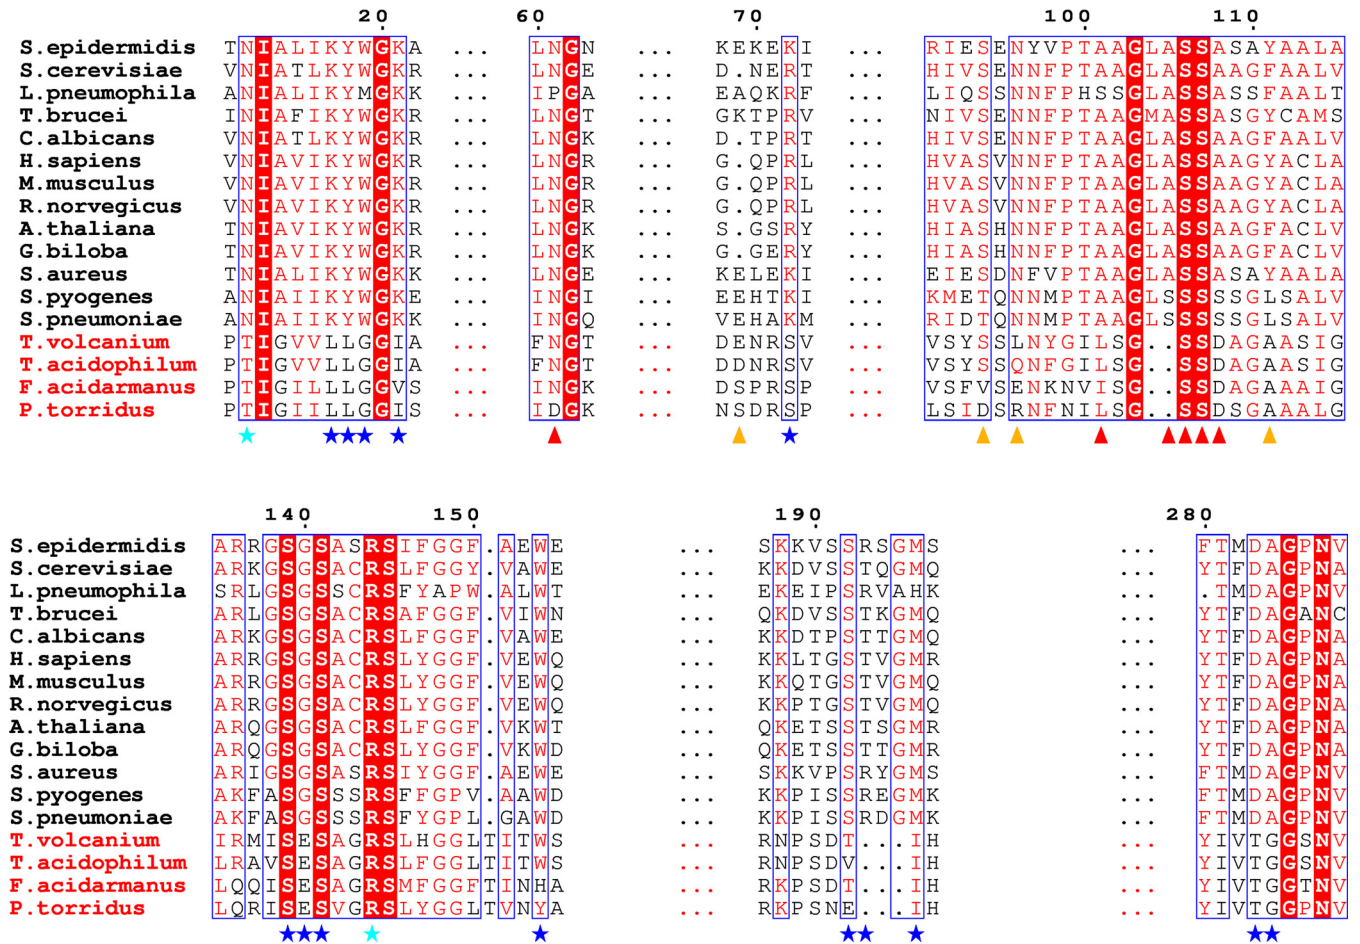 20 60 70 100 110
S.epidermidis TNIALIKYWGKA ... LNGN ... KEKEKI ... RIESENYVPTAAGLASSASAYAALA
S.cerevisiae VNIATLKYWGKR ... LNGE ... D.NERT ... HIVSENNFPTAAGLASSAAGFAALV
L.pneumophila ANIALIKYMGKK ... IPGA ... EAQKRF ... LIQSSNFPHSSGLASSASSFAALT
T.brucei INIAFIKYWGKR ... LNGT ... GKTPRV ... NIVSENNFPTAAGMASSASGYCAMS
C.albicans VNIATLKYWGKR ... LNGK ... D.TPRT ... HIVSENNFPTAAGLASSAAGFAALV
H.sapiens VNIAVIKYWGKR ... LNGR ... G.QPRL ... HVASVNNFPTAAGLASSAAGYACLA
M.musculus VNIAVIKYWGKR ... LNGR ... G.QPRL ... HVASVNNFPTAAGLASSAAGYACLA
R.norvegicus VNIAVIKYWGKR ... LNGR ... G.QPRL ... HVASVNNFPTAAGLASSAAGYACLA
A.thaliana TNIAVIKYWGKR ... LNGK ... S.GSRY ... HIASHNNFPTAAGLASSAAGFACLV
G.biloba TNIAVIKYWGKR ... LNGK ... G.GERY ... HIASHNNFPTAAGLASSAAGFACLV
S.aureus TNIALIKYWGKK ... LNGE ... KELEKI ... EIESDNFVPTAAGLASSASAYAALA
S.pyogenes ANIAIIKYWGKE ... INGI ... EEHTKI ... KMETQNNMPTAAGLSSSSSGLSALV
S.pneumoniae ANIAIIKYWGKK ... INGQ ... VEHAKM ... RIDTQNNMPTAAGLSSSSSGLSALV
T.volcanium PTIGVVLLGGIA ... FNGT ... DENRSV ... VSYSSLNYGILSG..SSDAGAASIG
T.acidophilum PTIGVVLLGGIA ... FNGT ... DDNRSV ... VSYSSQNFGILSG..SSDAGAASIG
F.acidarmanus PTIGILLLGGVS ... INGK ... DSPRSP ... VSFVSENKNVISG..SSDAGAAAIG
P.torridus PTIGIILLGGIS ... IDGK ... NSDRSP ... LSIDSRNFNILSG..SSDSGAAALG
140 150 190 280
S.epidermidis ARRGSGSASRSIFGGF.AEWE ... SKKVSSRSGMS ... FTMDAGPNV
S.cerevisiae ARKGSGSACRSLFGGY.VAWE ... KKDVSSTQGMQ ... YTFDAGPNA
L.pneumophila SRLGSGSSCRSFYAPW.ALWT ... EKEIPSRVAHK ... .TMDAGPNV
T.brucei ARLGSGSACRSAFGGF.VIWN ... QKDVSSTKGMQ ... YTFDAGANC
C.albicans ARKGSGSACRSLFGGF.VAWE ... KKDTPSTTGMQ ... YTFDAGPNA
H.sapiens ARRGSGSACRSLYGGF.VEWQ ... KKLTGSTVGMR ... YTFDAGPNA
M.musculus ARRGSGSACRSLYGGF.VEWQ ... KKQTGSTVGMQ ... YTFDAGPNA
R.norvegicus ARRGSGSACRSLYGGF.VEWQ ... KKQTGSTVGMQ ... YTFDAGPNA
A.thaliana ARQGSGSACRSLFGGF.VKWT ... QKETSSTSGMR ... YTFDAGPNA
G.biloba ARQGSGSACRSLYGGF.VKWD ... QKETSSTTGMR ... YTFDAGPNA
S.aureus ARIGSGSASRSIYGGF.AEWE ... SKKVPSRYGMS ... FTMDAGPNV
S.pyogenes AKFASGSSSRSFFGPV.AAWD ... KKPISSREGMK ... FTMDAGPNV
S.pneumoniae AKFASGSSSRSFYGPL.GAWD ... KKPISSRDGMK ... FTMDAGPNV
T.volcanium IRMISESAGRSLHGGLTITWS ... RNPSDT...IH ... YIVTGGSNV
T.acidophilum LRAVSESAGRSLFGGLTITWS ... RNPSDV...IH ... YIVTGGSNV
F.acidarmanus LQQISESAGRSMFGGFTINHA ... RKPSDT...IH ... YIVTGGTNV
P.torridus LQRISESVGRSLYGGLTVNYA ... RKPSNE...IH ... YIVTGGPNV